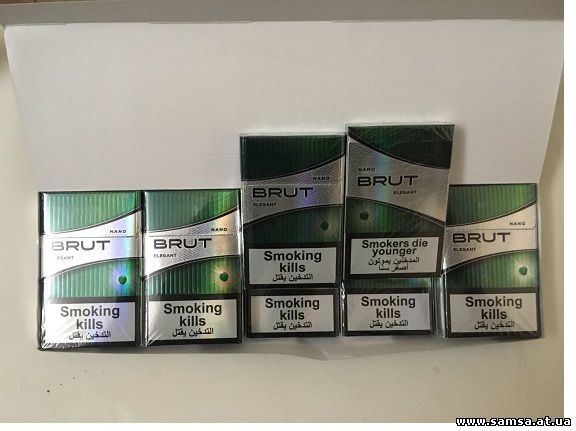 NANO
BRUT
EGANT
Smoking
kills
التدخين يقتل
NANO
BRUT
ELEGANT
Smoking
kills
التدخين يقتل
NANO
BRUT
ELEGANT
Smoking
kills
التدخين يقتل
Smoking
kills
التدخين يقتل
NANO
BRUT
ELEGANT
Smokers die
younger
المدخنين يموتون
اصغر سنا
Smoking
kills
التدخين يقتل
NANO
BRUT
ELEGANT
Smoking
kills
التدخين يقتل
www.samsa.at.ua